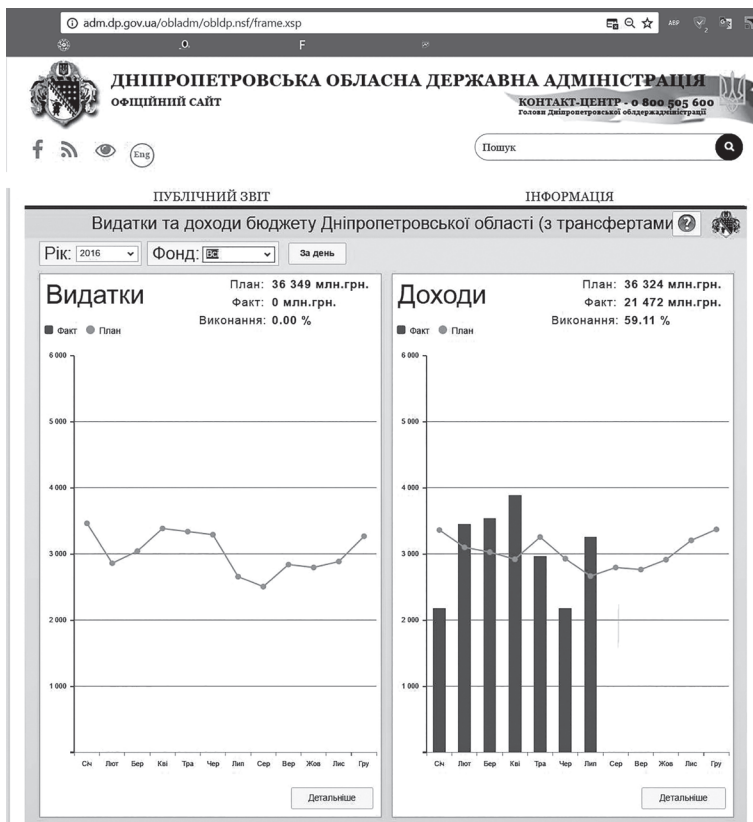 adm.dp.gov.ua/obladm/obldp.nsf/frame.xsp
ABP
2
F
ДНІПРОПЕТРОВСЬКА ОБЛАСНА ДЕРЖАВНА АДМІНІСТРАЦІЯ
ОФІЦІЙНИЙ САЙТ
КОНТАКТ-ЦЕНТР - 0 800 505 600
Голови Дніпропетровської облдержадміністрації
Eng
Пошук
ПУБЛІЧНИЙ ЗВІТ ІНФОРМАЦІЯ
Видатки та доходи бюджету Дніпропетровської області (з трансфертами
?
Рік: 2016 Фонд: Всі За день
Видатки
План: 36 349 млн.грн.
Факт: 0 млн.грн.
Виконання: 0.00 %
Факт План
6 000
5 000
4 000
3 000
2 000
1 000
Січ Лют Бер Кві Тра Чер Лип Сер Вер Жов Лис Гру
Детальніше
Доходи
План: 36 324 млн.грн.
Факт: 21 472 млн.грн.
Виконання: 59.11 %
Факт План
6 000
5 000
4 000
3 000
2 000
1 000
Січ Лют Бер Кві Тра Чер Лип Сер Вер Жов Лис Гру
Детальніше